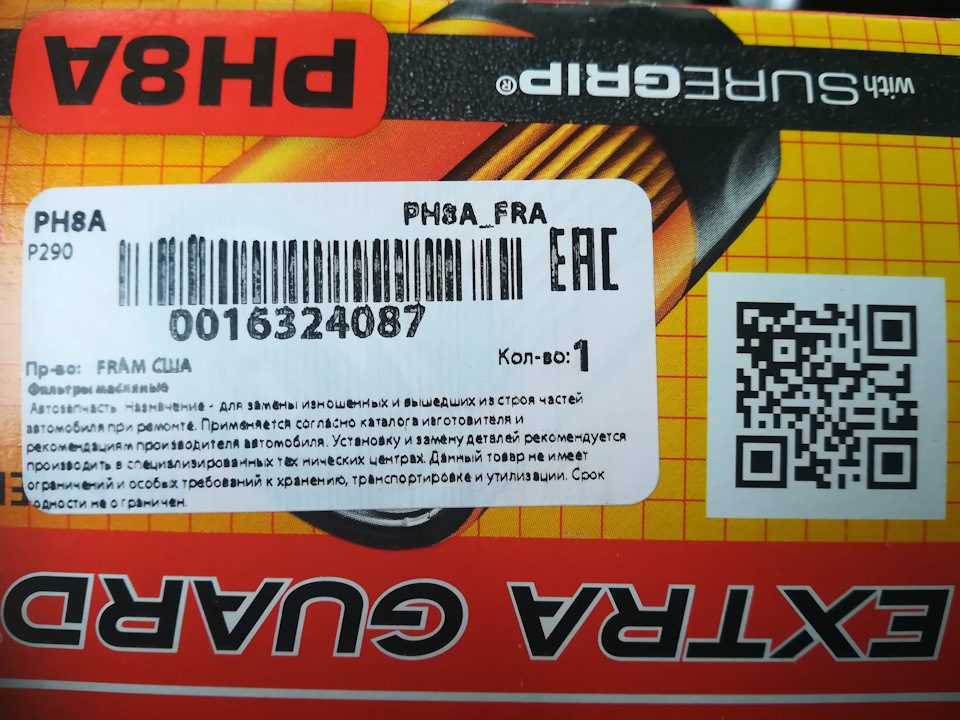 PH8A
with SUREGRIP®
PH8A
PH8A_FRA
P290
EAC
0016324087
Пр-во: FRAM США
Кол-во: 1
Фильтры масляные
Автозапчасть. Назначение - для замены изношенных и вышедших из строя частей
автомобиля при ремонте. Применяется согласно каталога изготовителя и
рекомендациям производителя автомобиля. Установку и замену деталей рекомендуется
производить в специализированных тех нических центрах. Данный товар не имеет
ограничений и особых требований к хранению, транспортировке и утилизации. Срок
годности не ограничен.
EXTRA GUARD